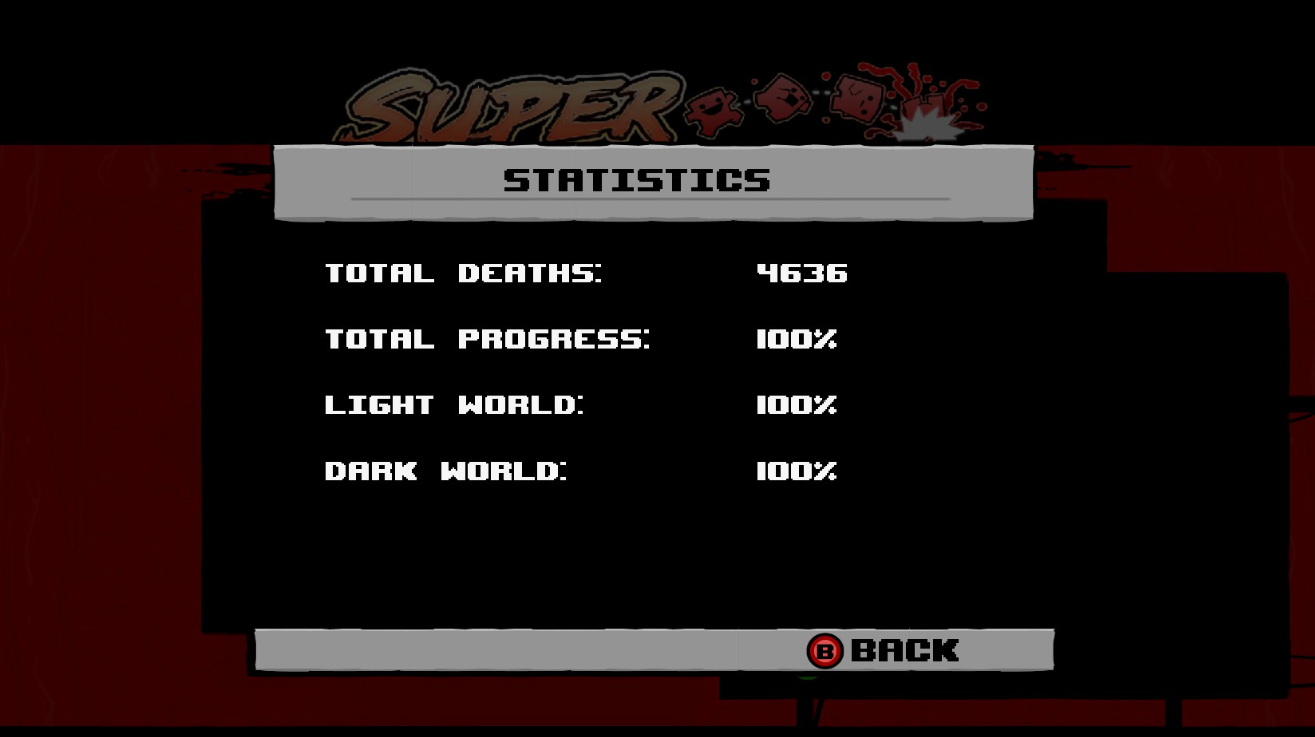 SUPER
STATISTICS
TOTAL DEATHS: 4636
TOTAL PROGRESS: 100%
LIGHT WORLD: 100%
DARK WORLD: 100%
B BACK